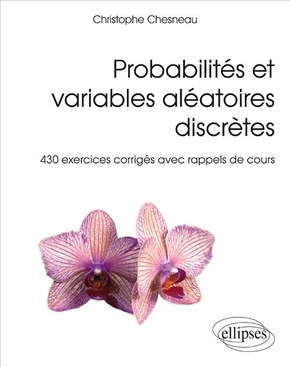 Christophe Chesneau
Probabilités et
variables aléatoires
discrètes
430 exercices corrigés avec rappels de cours
ellipses